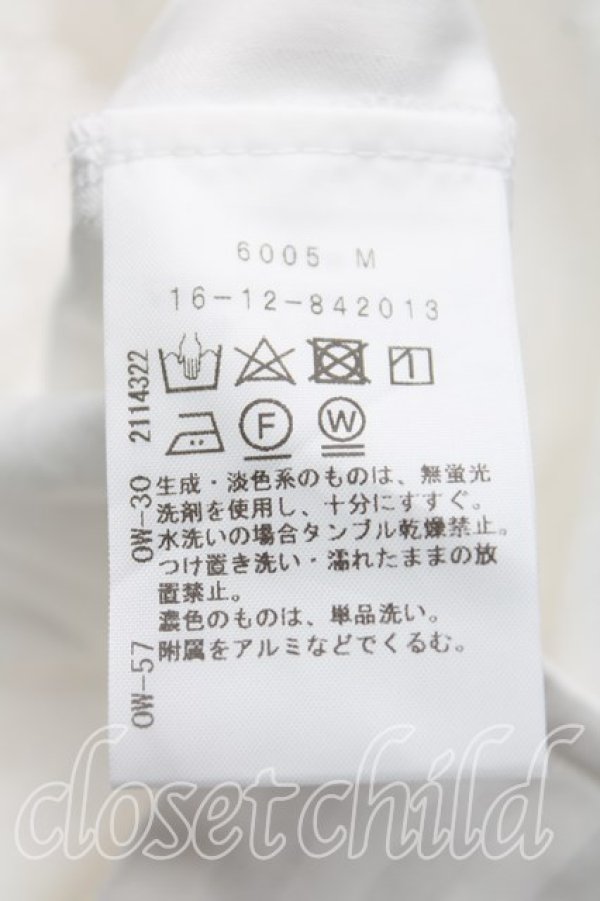 6005 M
16-12-842013
1
F
W
生成・淡色系のものは、無蛍光
洗剤を使用し、十分にすすぐ。
水洗いの場合タンブル乾燥禁止。
つけ置き洗い・濡れたままの放
置禁止。
濃色のものは、単品洗い。
附属をアルミなどでくるむ。
OW-57 OW-30 2114322
closetchild